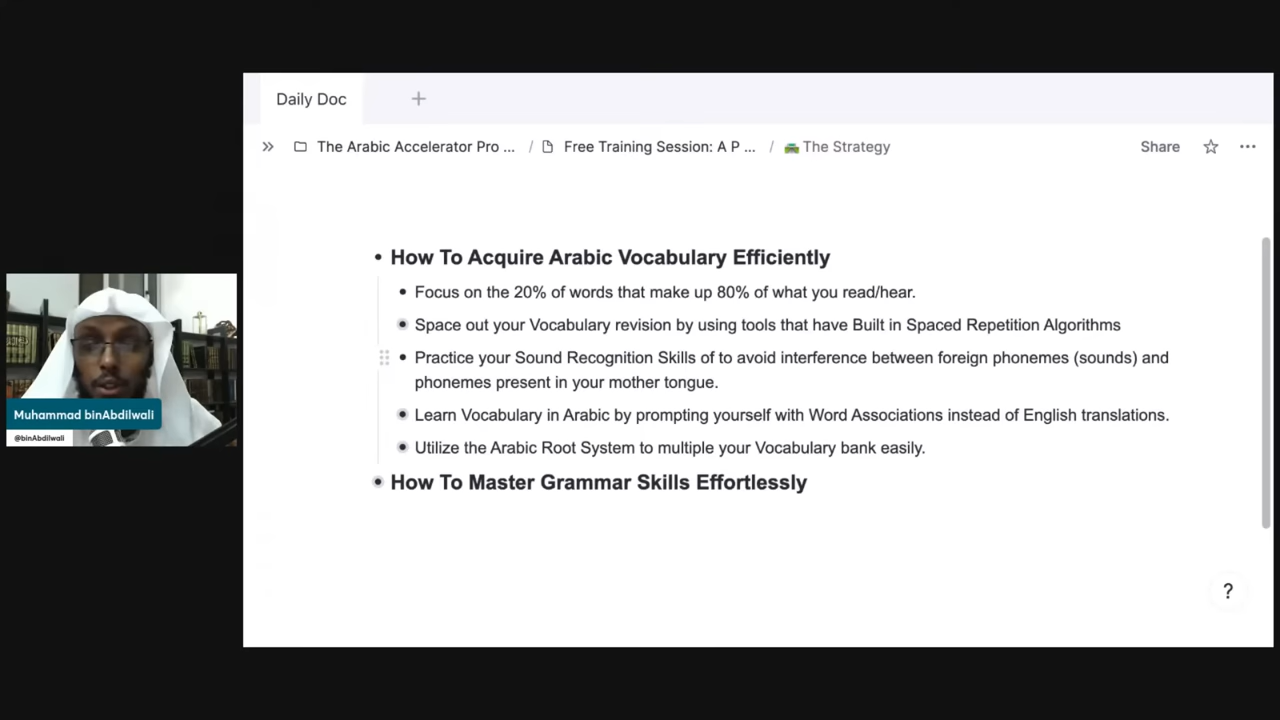 Daily Doc
The Arabic Accelerator Pro ... / Free Training Session: A P ... / The Strategy
Share
How To Acquire Arabic Vocabulary Efficiently
Focus on the 20% of words that make up 80% of what you read/hear.
Space out your Vocabulary revision by using tools that have Built in Spaced Repetition Algorithms
Practice your Sound Recognition Skills of to avoid interference between foreign phonemes (sounds) and
phonemes present in your mother tongue.
Learn Vocabulary in Arabic by prompting yourself with Word Associations instead of English translations.
Utilize the Arabic Root System to multiple your Vocabulary bank easily.
How To Master Grammar Skills Effortlessly
?
Muhammad binAbdilwali
@binAbdilwali